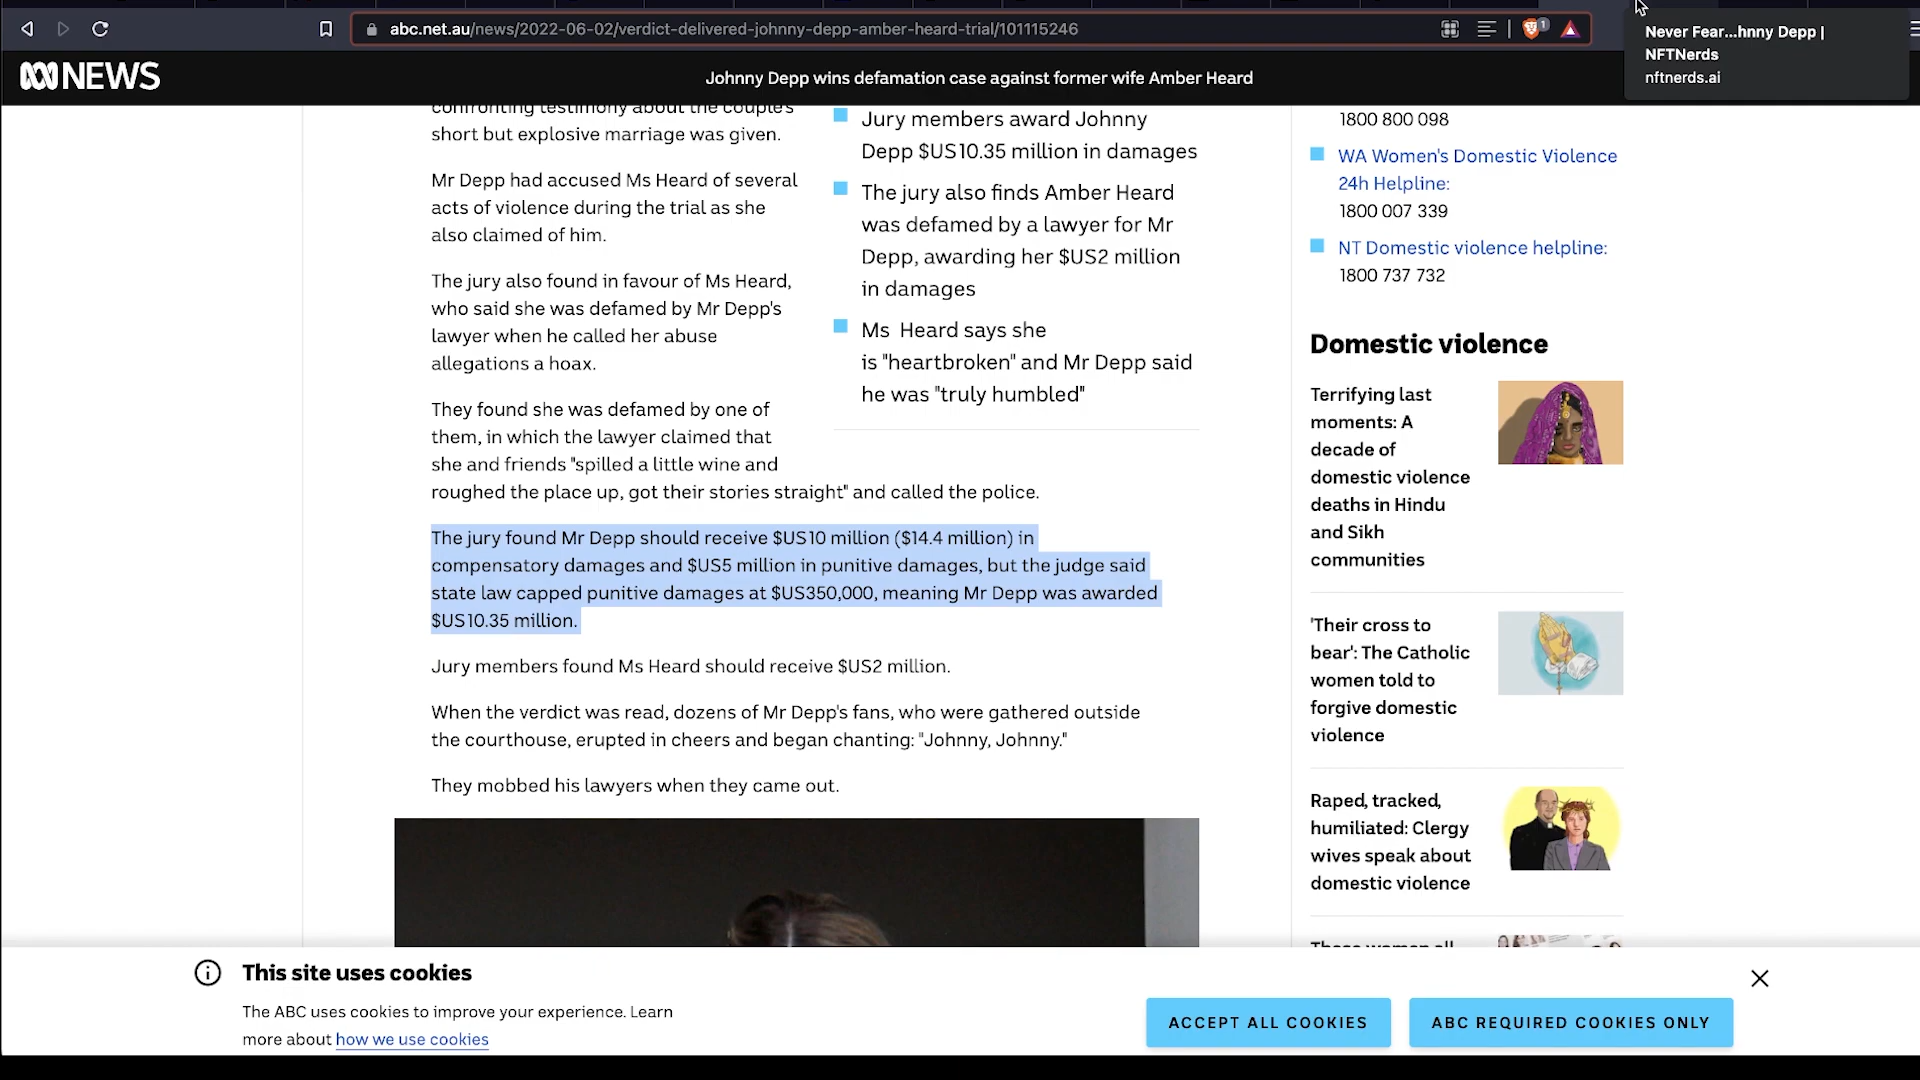 abc.net.au/news/2022-06-02/verdict-delivered-johnny-depp-amber-heard-trial/101115246
1
Never Fear...hnny Depp |
NFTNerds
nftnerds.ai
NEWS
Johnny Depp wins defamation case against former wife Amber Heard
confronting testimony about the couple's
short but explosive marriage was given.
Mr Depp had accused Ms Heard of several
acts of violence during the trial as she
also claimed of him.
The jury also found in favour of Ms Heard,
who said she was defamed by Mr Depp's
lawyer when he called her abuse
allegations a hoax.
They found she was defamed by one of
them, in which the lawyer claimed that
she and friends "spilled a little wine and
roughed the place up, got their stories straight" and called the police.
The jury found Mr Depp should receive $US10 million ($14.4 million) in
compensatory damages and $US5 million in punitive damages, but the judge said
state law capped punitive damages at $US350,000, meaning Mr Depp was awarded
$US10.35 million.
Jury members found Ms Heard should receive $US2 million.
When the verdict was read, dozens of Mr Depp's fans, who were gathered outside
the courthouse, erupted in cheers and began chanting: "Johnny, Johnny."
They mobbed his lawyers when they came out.
Jury members award Johnny
Depp $US10.35 million in damages
The jury also finds Amber Heard
was defamed by a lawyer for Mr
Depp, awarding her $US2 million
in damages
Ms Heard says she
is "heartbroken" and Mr Depp said
he was "truly humbled"
1800 800 098
WA Women's Domestic Violence
24h Helpline:
1800 007 339
NT Domestic violence helpline:
1800 737 732
Domestic violence
Terrifying last
moments: A
decade of
domestic violence
deaths in Hindu
and Sikh
communities
'Their cross to
bear': The Catholic
women told to
forgive domestic
violence
Raped, tracked,
humiliated: Clergy
wives speak about
domestic violence
This site uses cookies
The ABC uses cookies to improve your experience. Learn
more about how we use cookies
ACCEPT ALL COOKIES
ABC REQUIRED COOKIES ONLY